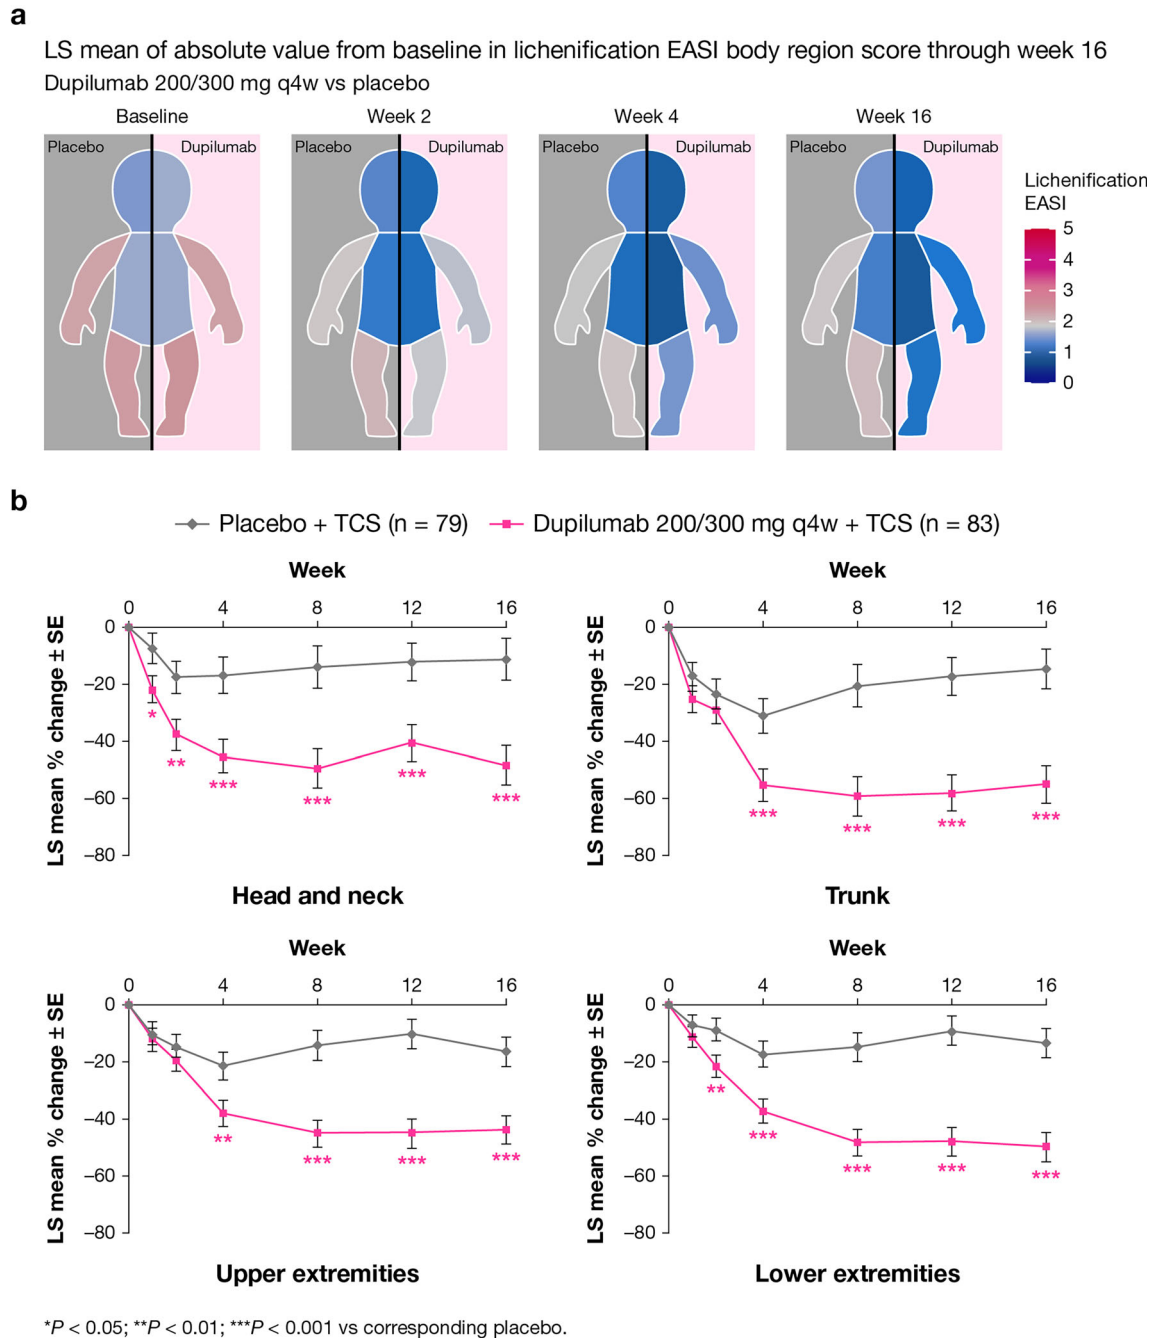 a
LS mean of absolute value from baseline in lichenification EASI body region score through week 16
Dupilumab 200/300 mg q4w vs placebo
Baseline Week 2 Week 4 Week 16
Placebo Dupilumab Placebo Dupilumab Placebo Dupilumab Placebo Dupilumab
Lichenification
EASI
5
4
3
2
1
0
b
Placebo + TCS (n = 79) Dupilumab 200/300 mg q4w + TCS (n = 83)
Week
0 4 8 12 16
LS mean % change ± SE
0
–20
–40
–60
–80
* ** *** *** *** ***
Head and neck
Week
0 4 8 12 16
LS mean % change ± SE
0
–20
–40
–60
–80
*** *** *** ***
Trunk
Week
0 4 8 12 16
LS mean % change ± SE
0
–20
–40
–60
–80
** *** *** ***
Upper extremities
Week
0 4 8 12 16
LS mean % change ± SE
0
–20
–40
–60
–80
** *** *** *** ***
Lower extremities
*P < 0.05; **P < 0.01; ***P < 0.001 vs corresponding placebo.